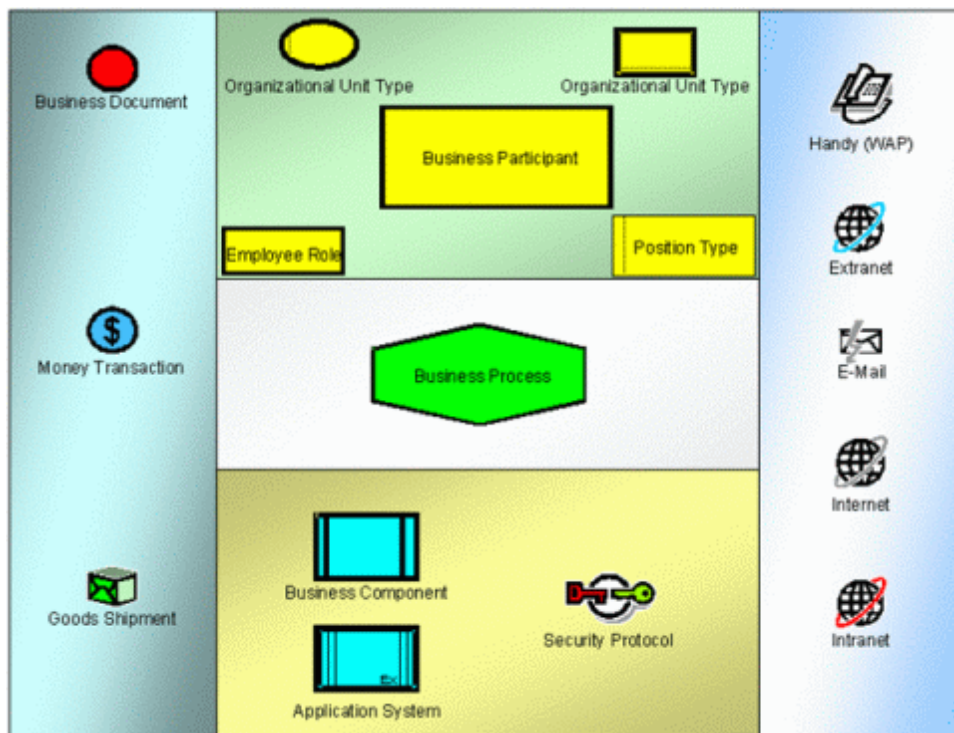 Business Document
Money Transaction
$
Goods Shipment
Organizational Unit Type
Organizational Unit Type
Business Participant
Employee Role
Position Type
Business Process
Business Component
Ex
Application System
Security Protocol
Handy (WAP)
Extranet
E-Mail
Internet
Intranet